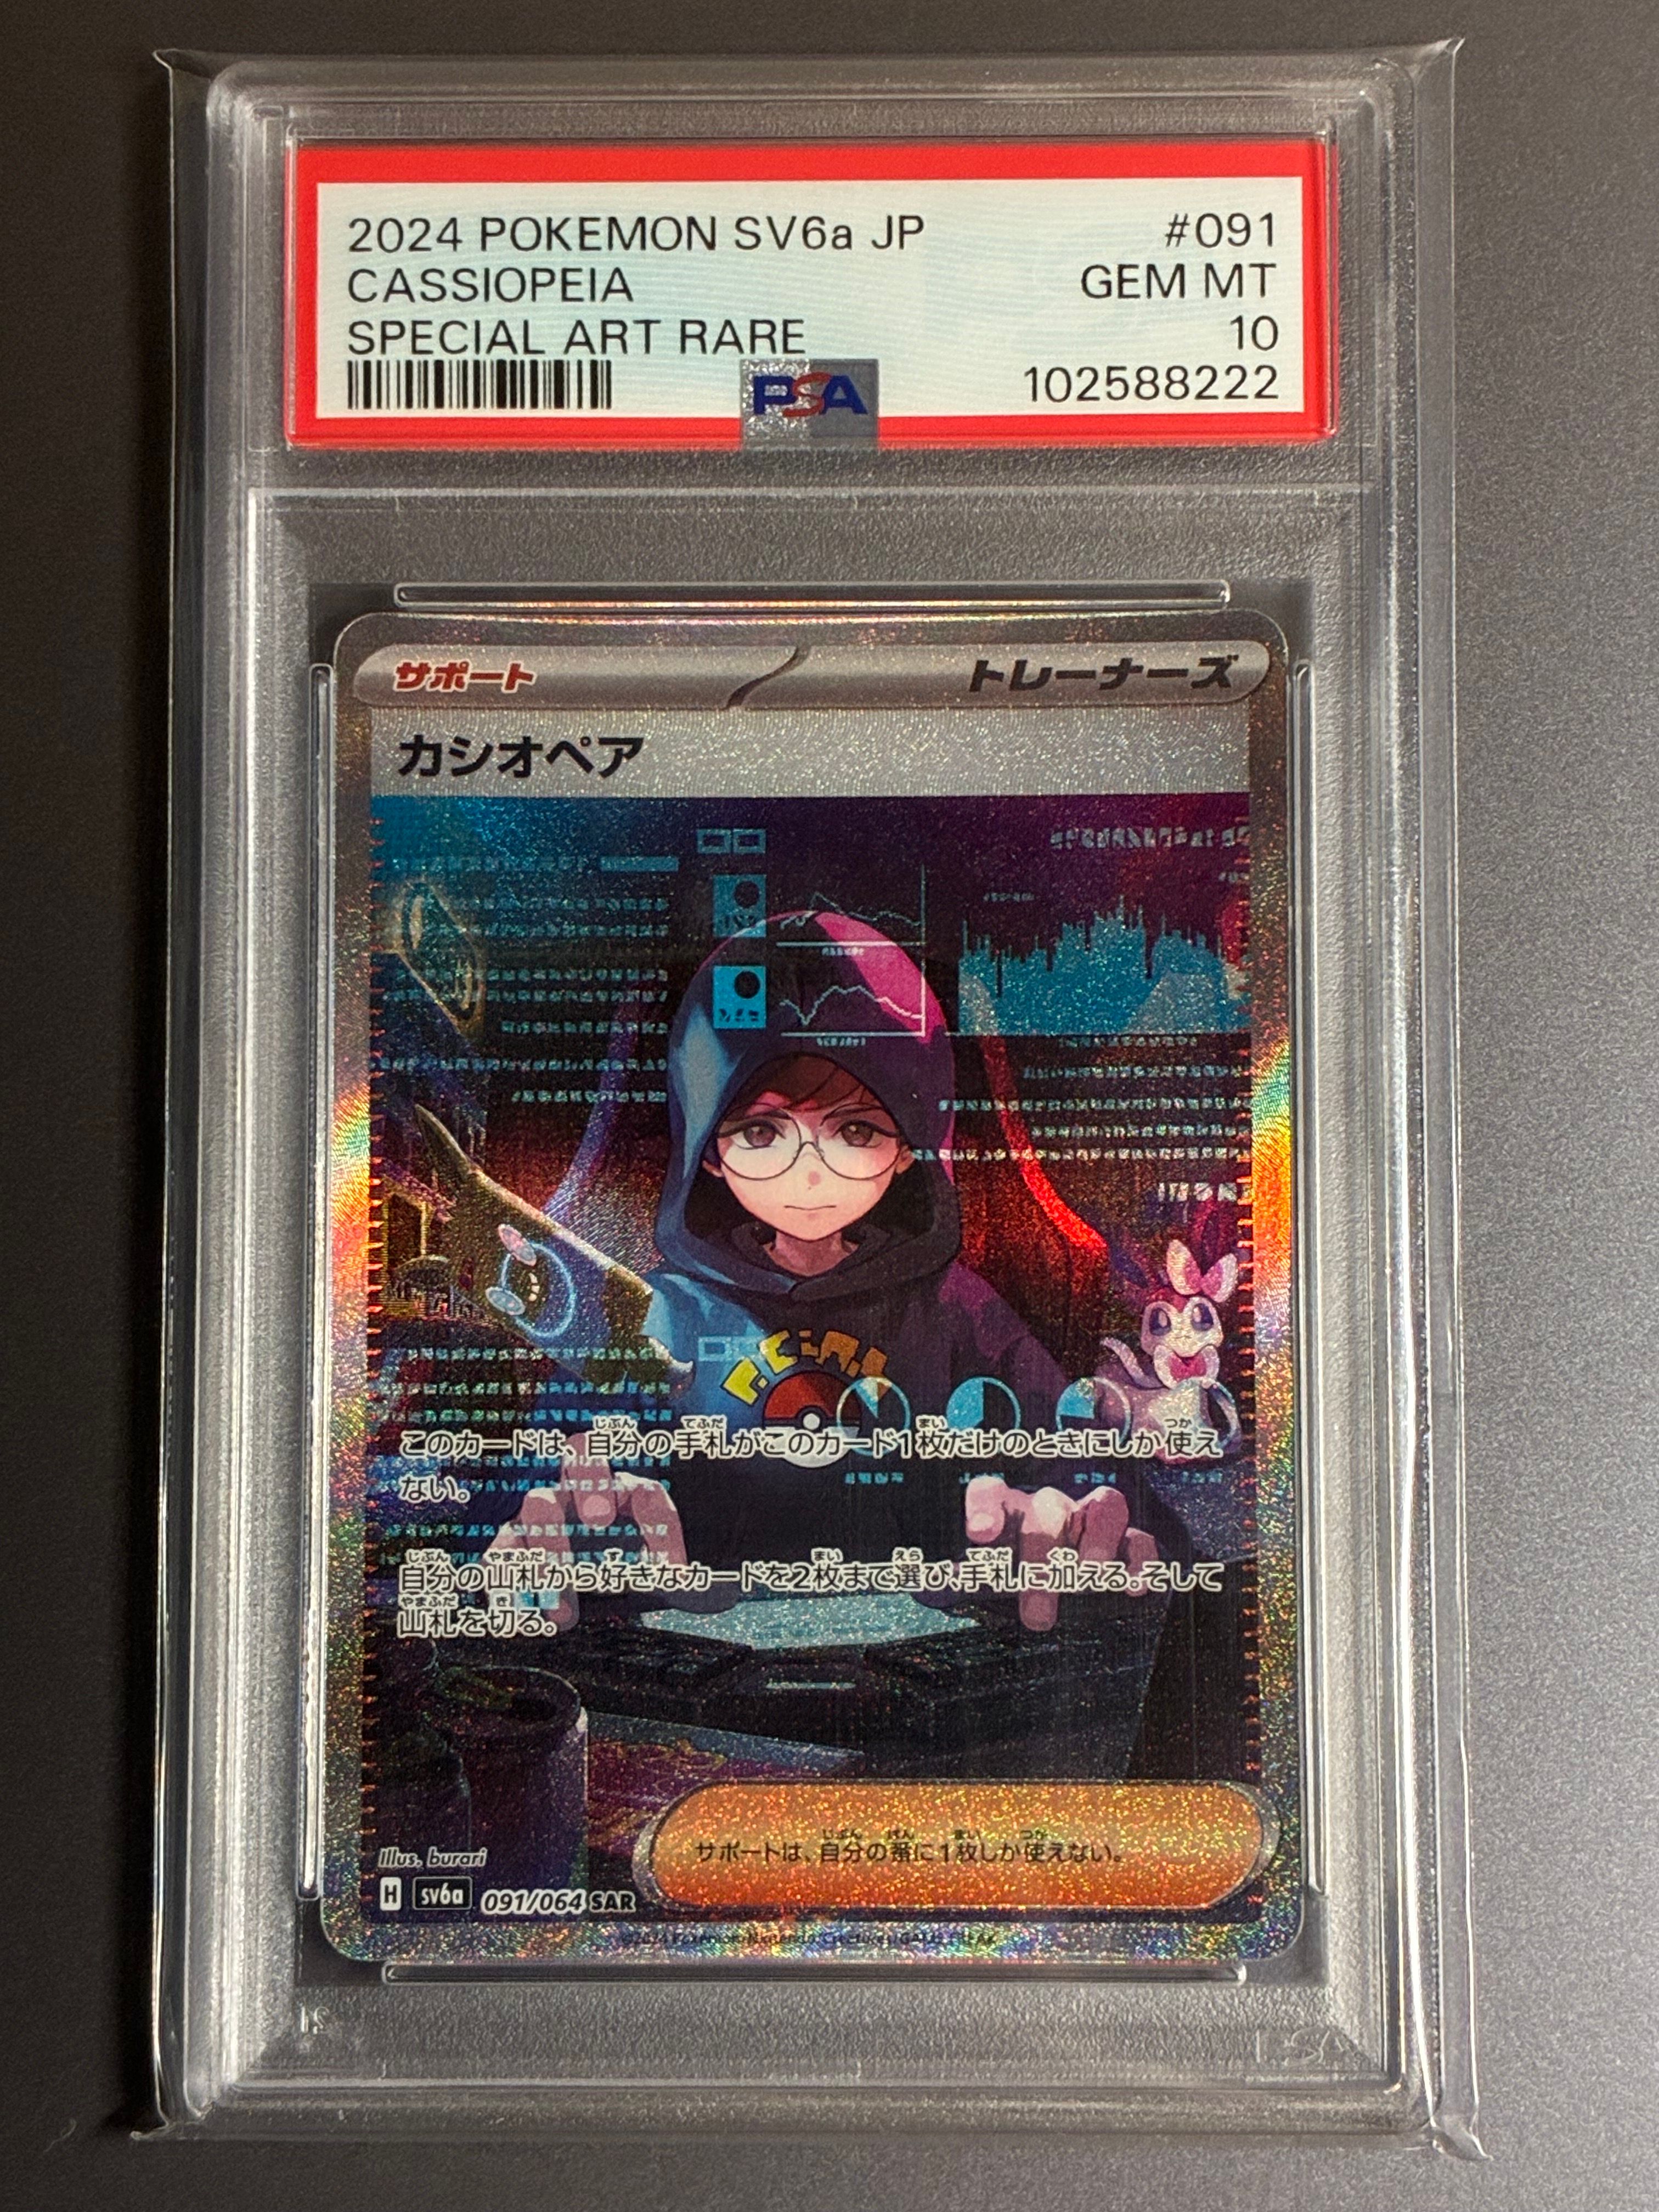 2024 POKEMON SV6a JP #091
CASSIOPEIA GEM MT
SPECIAL ART RARE 10
PSA 102588222
サポート トレーナーズ
カシオペア
このカードは、自分の手札がこのカード1枚だけのときにしか使え
ない。
自分の山札から好きなカードを2枚まで選び、手札に加える。そして
山札を切る。
サポートは、自分の番に1枚しか使えない。
Illus. burari
H sv6a 091/064 SAR
©2024 Pokémon/Nintendo/Creatures/GAME FREAK